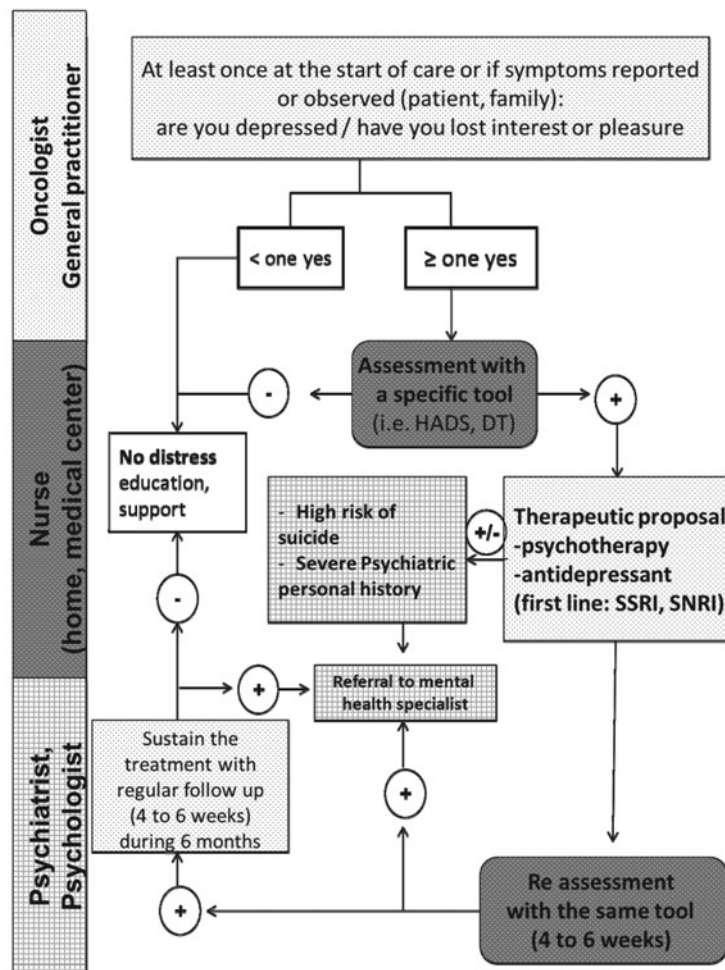 Oncologist
General practitioner
At least once at the start of care or if symptoms reported
or observed (patient, family):
are you depressed / have you lost interest or pleasure
< one yes
≥ one yes
Nurse
(home, medical center)
Assessment with
a specific tool
(i.e. HADS, DT)
-
+
No distress
education,
support
- High risk of
suicide
- Severe Psychiatric
personal history
+/-
Therapeutic proposal
-psychotherapy
-antidepressant
(first line: SSRI, SNRI)
-
+
Referral to mental
health specialist
Psychiatrist,
Psychologist
Sustain the
treatment with
regular follow up
(4 to 6 weeks)
during 6 months
+
+
Re assessment
with the same tool
(4 to 6 weeks)